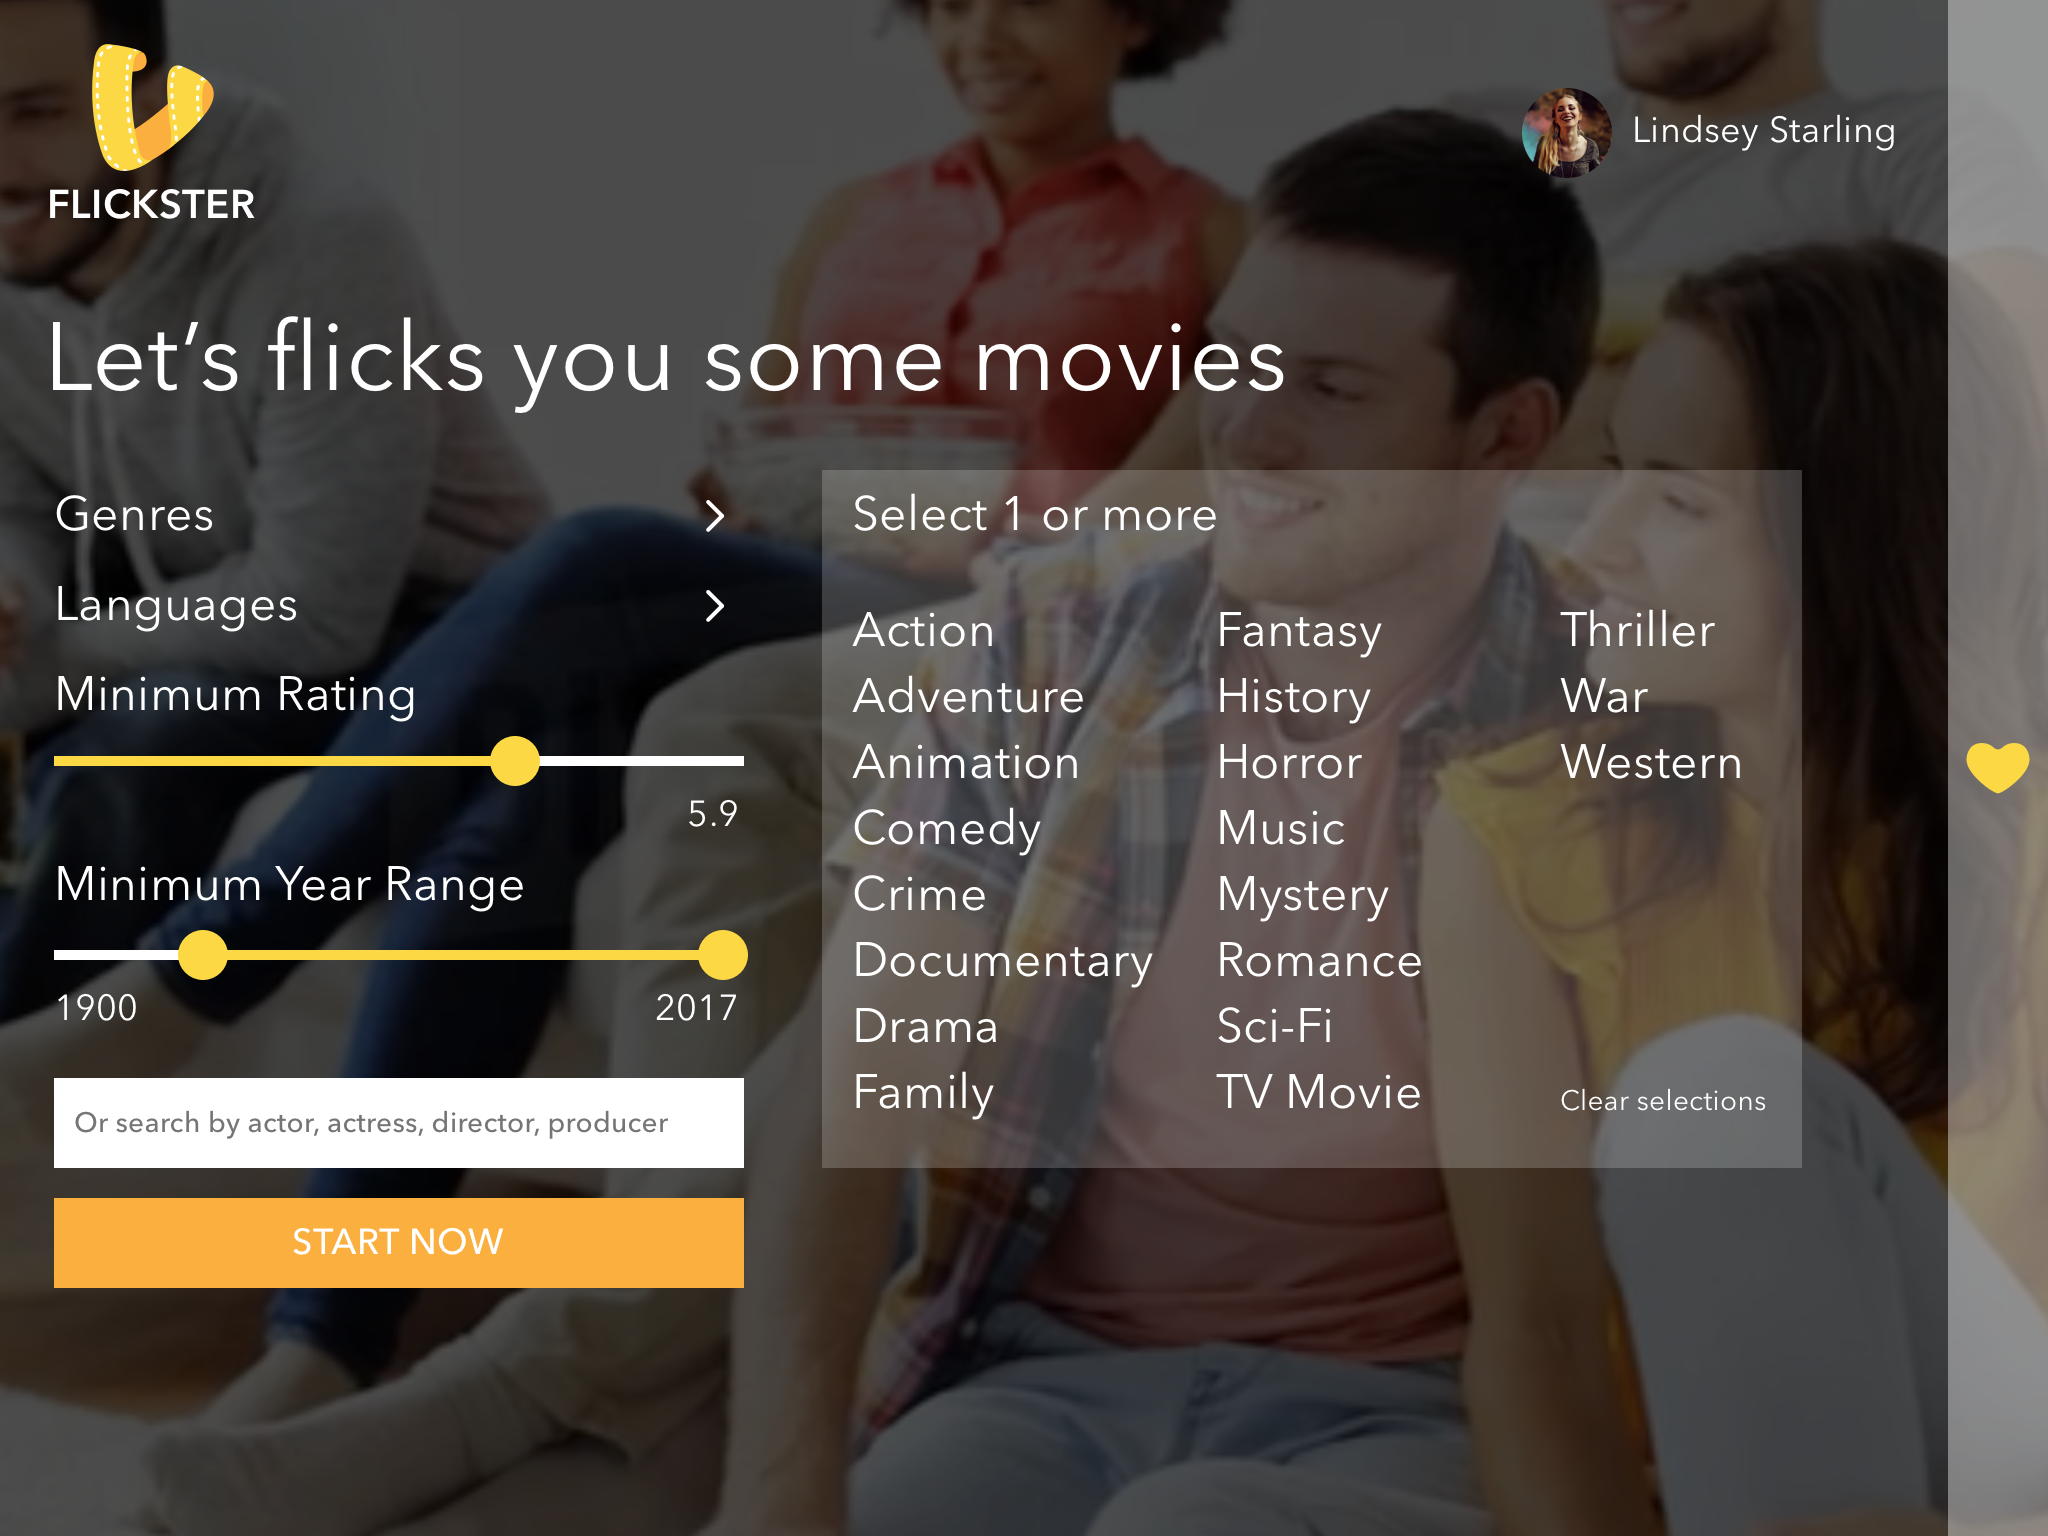 FLICKSTER
Lindsey Starling
Let’s flicks you some movies
Genres
Languages
Minimum Rating
5.9
Minimum Year Range
1900 2017
Or search by actor, actress, director, producer
START NOW
Select 1 or more
Action
Adventure
Animation
Comedy
Crime
Documentary
Drama
Family
Fantasy
History
Horror
Music
Mystery
Romance
Sci-Fi
TV Movie
Thriller
War
Western
Clear selections